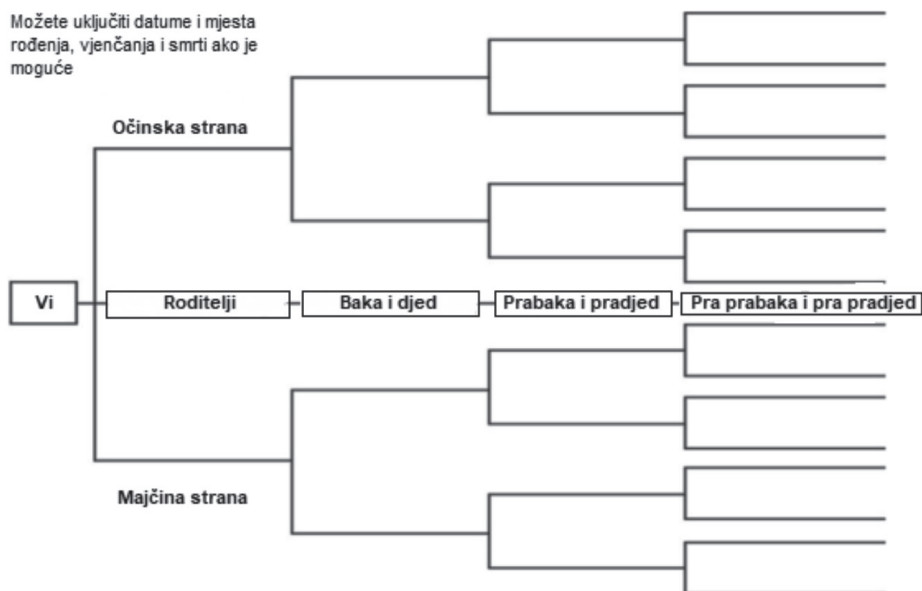 Možete uključiti datume i mjesta
rođenja, vjenčanja i smrti ako je
moguće
Očinska strana
Vi
Roditelji
Baka i djed
Prabaka i pradjed
Pra prabaka i pra pradjed
Majčina strana